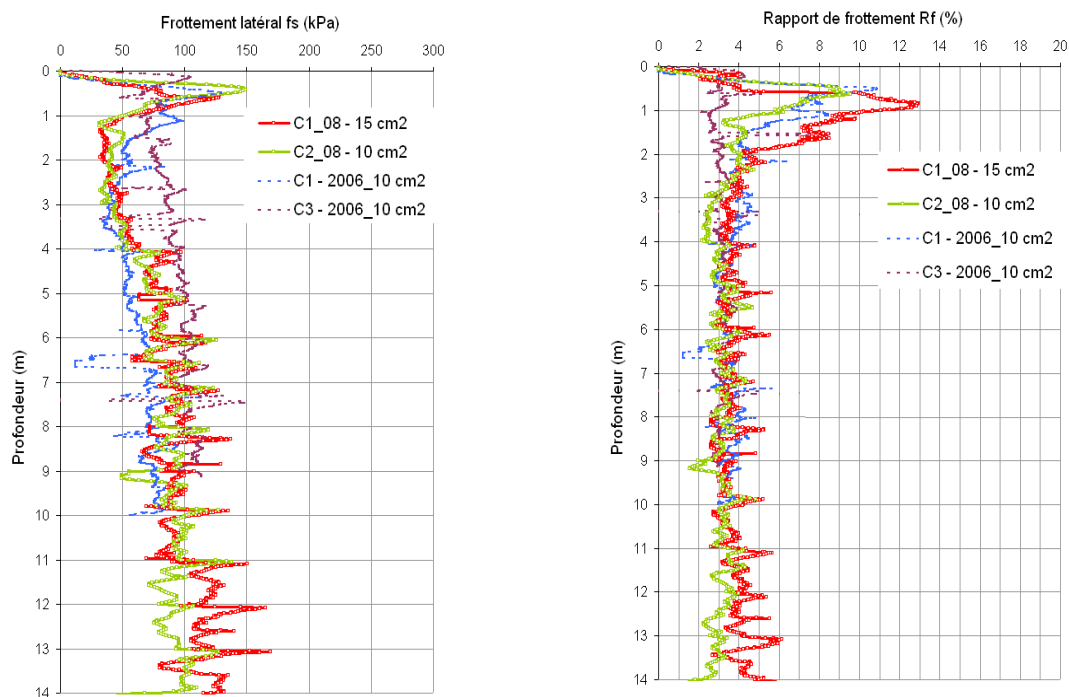 Frottement latéral fs (kPa)
0 50 100 150 200 250 300
0
1
2
3
4
5
6
7
8
9
10
11
12
13
14
Profondeur (m)
C1_08 - 15 cm2
C2_08 - 10 cm2
C1 - 2006_10 cm2
C3 - 2006_10 cm2
Rapport de frottement Rf (%)
0 2 4 6 8 10 12 14 16 18 20
0
1
2
3
4
5
6
7
8
9
10
11
12
13
14
Profondeur (m)
C1_08 - 15 cm2
C2_08 - 10 cm2
C1 - 2006_10 cm2
C3 - 2006_10 cm2